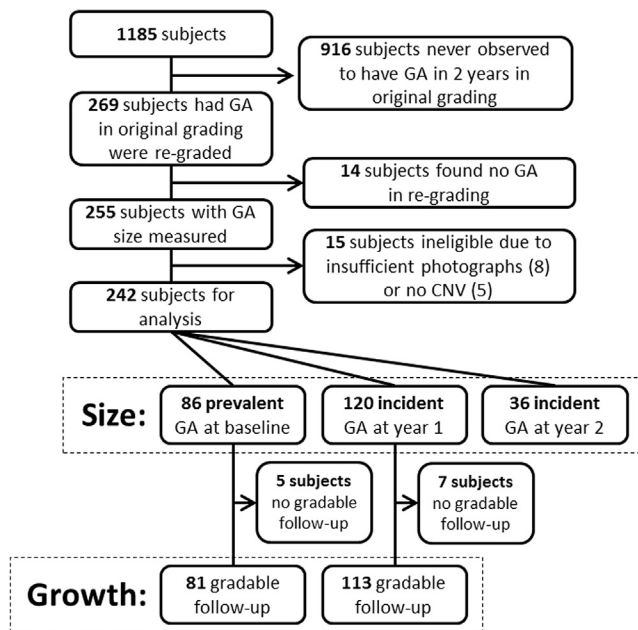 1185 subjects
916 subjects never observed
to have GA in 2 years in
original grading
269 subjects had GA
in original grading
were re-graded
14 subjects found no GA
in re-grading
255 subjects with GA
size measured
15 subjects ineligible due to
insufficient photographs (8)
or no CNV (5)
242 subjects for
analysis
Size:
86 prevalent
GA at baseline
120 incident
GA at year 1
36 incident
GA at year 2
5 subjects
no gradable
follow-up
7 subjects
no gradable
follow-up
Growth:
81 gradable
follow-up
113 gradable
follow-up